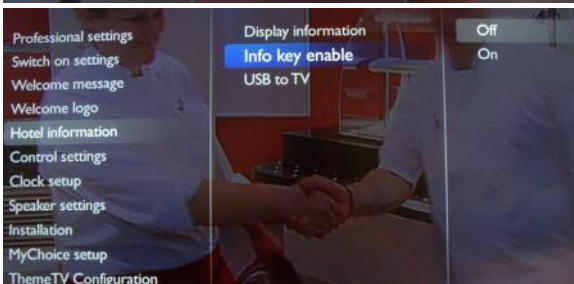 Professional settings
Switch on settings
Welcome message
Welcome logo
Hotel information
Control settings
Clock setup
Speaker settings
Installation
MyChoice setup
ThemeTV Configuration
Display information
Info key enable
USB to TV
Off
On